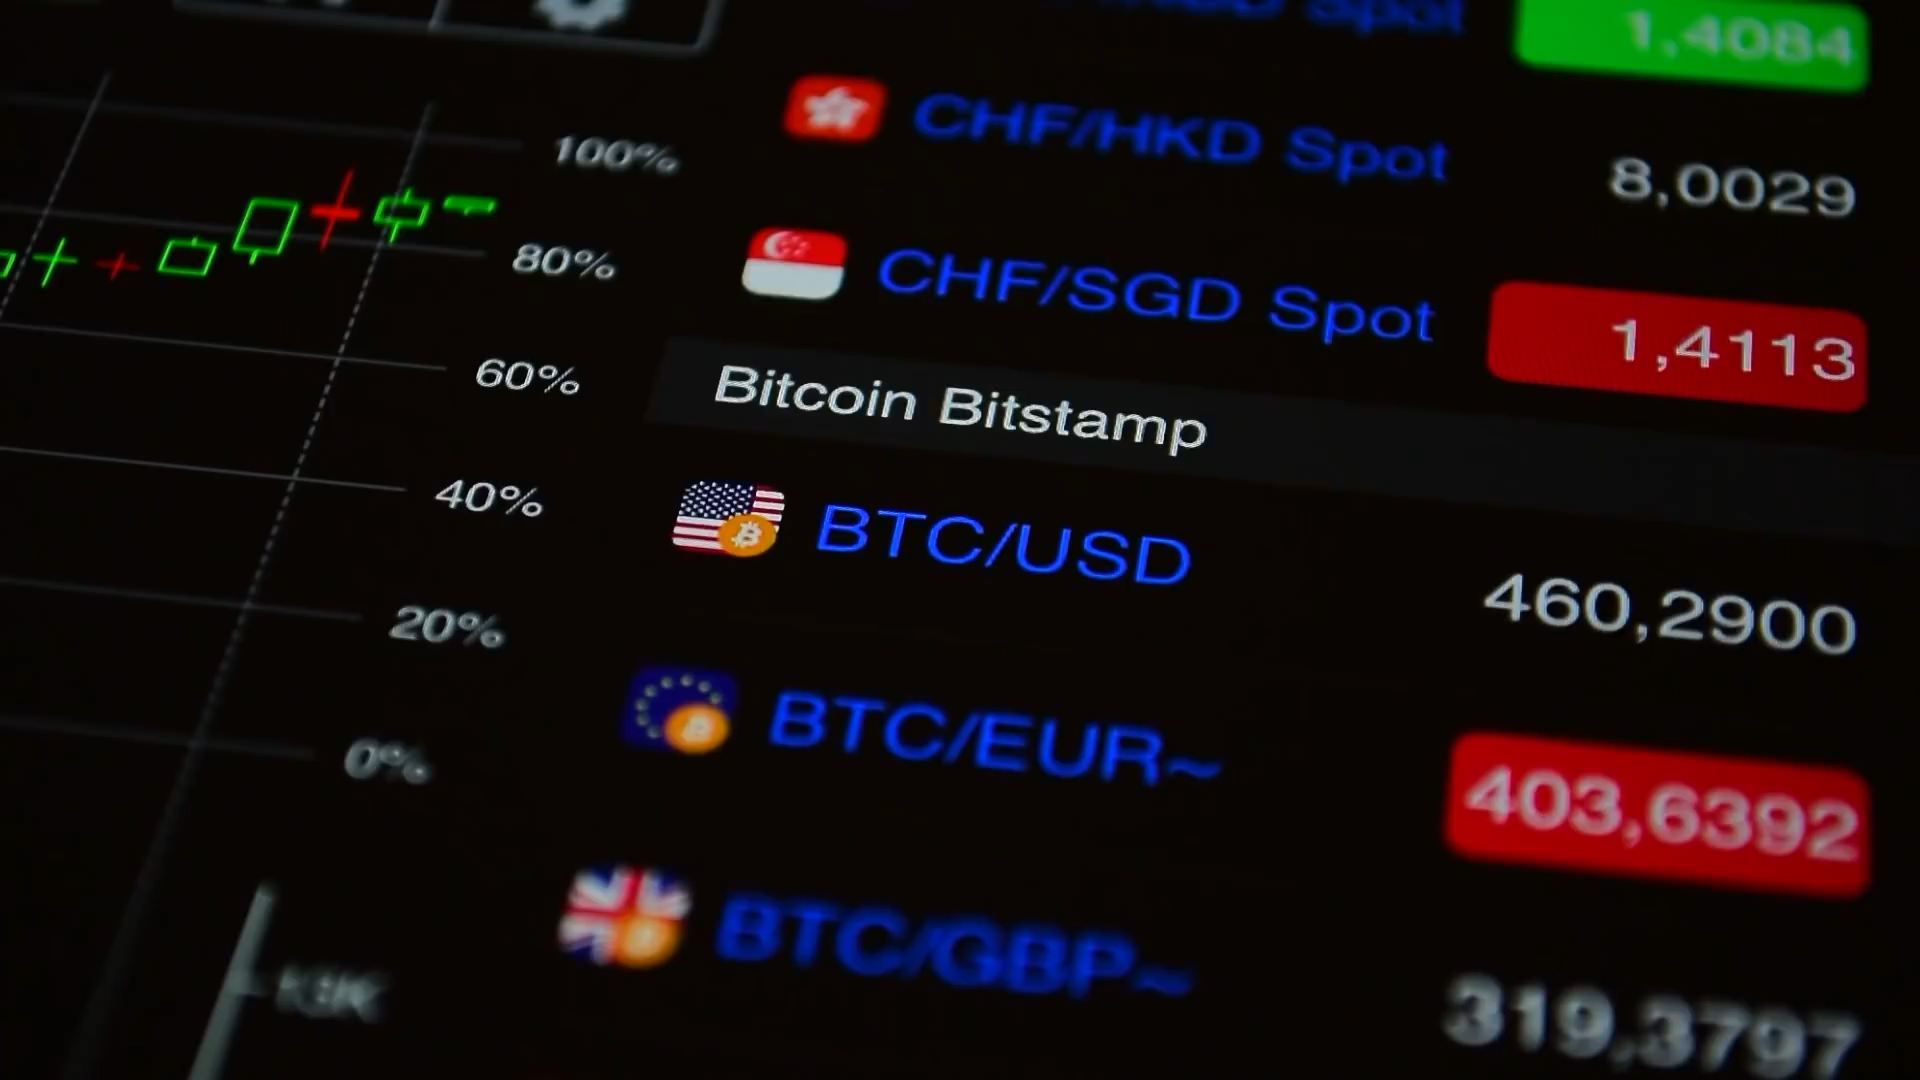 Spot
1,4084
CHF/HKD Spot
8,0029
CHF/SGD Spot
1,4113
Bitcoin Bitstamp
BTC/USD
460,2900
BTC/EUR~
403,6392
BTC/GBP~
319,3797
100%
80%
60%
40%
20%
0%